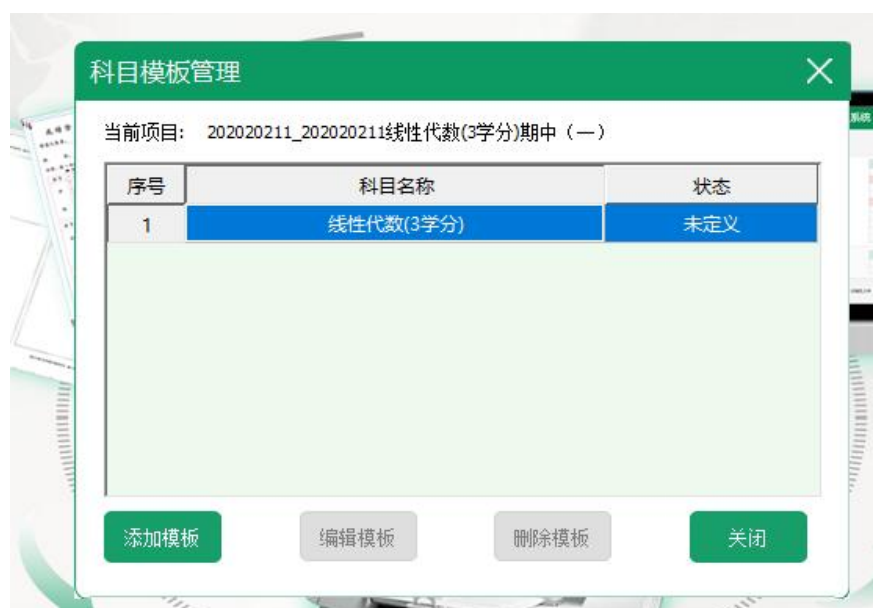 科目模板管理
当前项目: 202020211_202020211线性代数(3学分)期中（一）
序号 科目名称 状态
1 线性代数(3学分) 未定义
添加模板 编辑模板 删除模板 关闭
系统